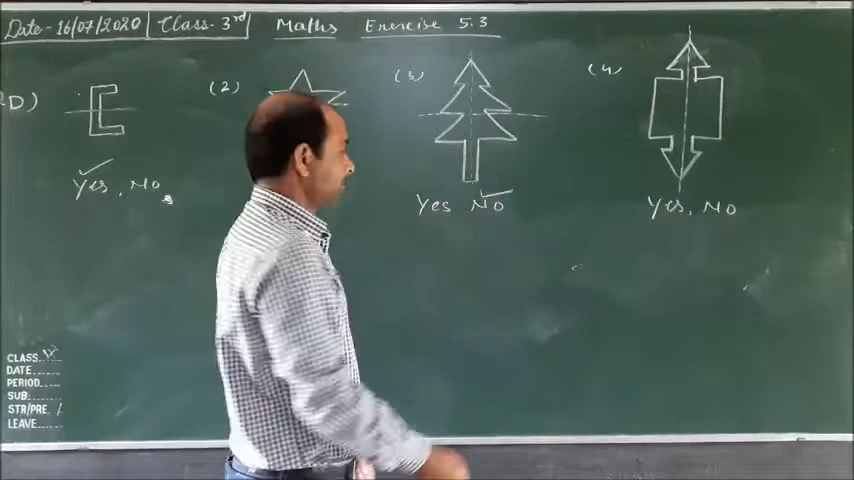 Date - 16/07/2020 Class - 3rd Maths Exercise 5.3
D) (2) (3) (4)
Yes, No Yes No Yes, No
CLASS
DATE
PERIOD
SUB.
STR/PRE.
LEAVE